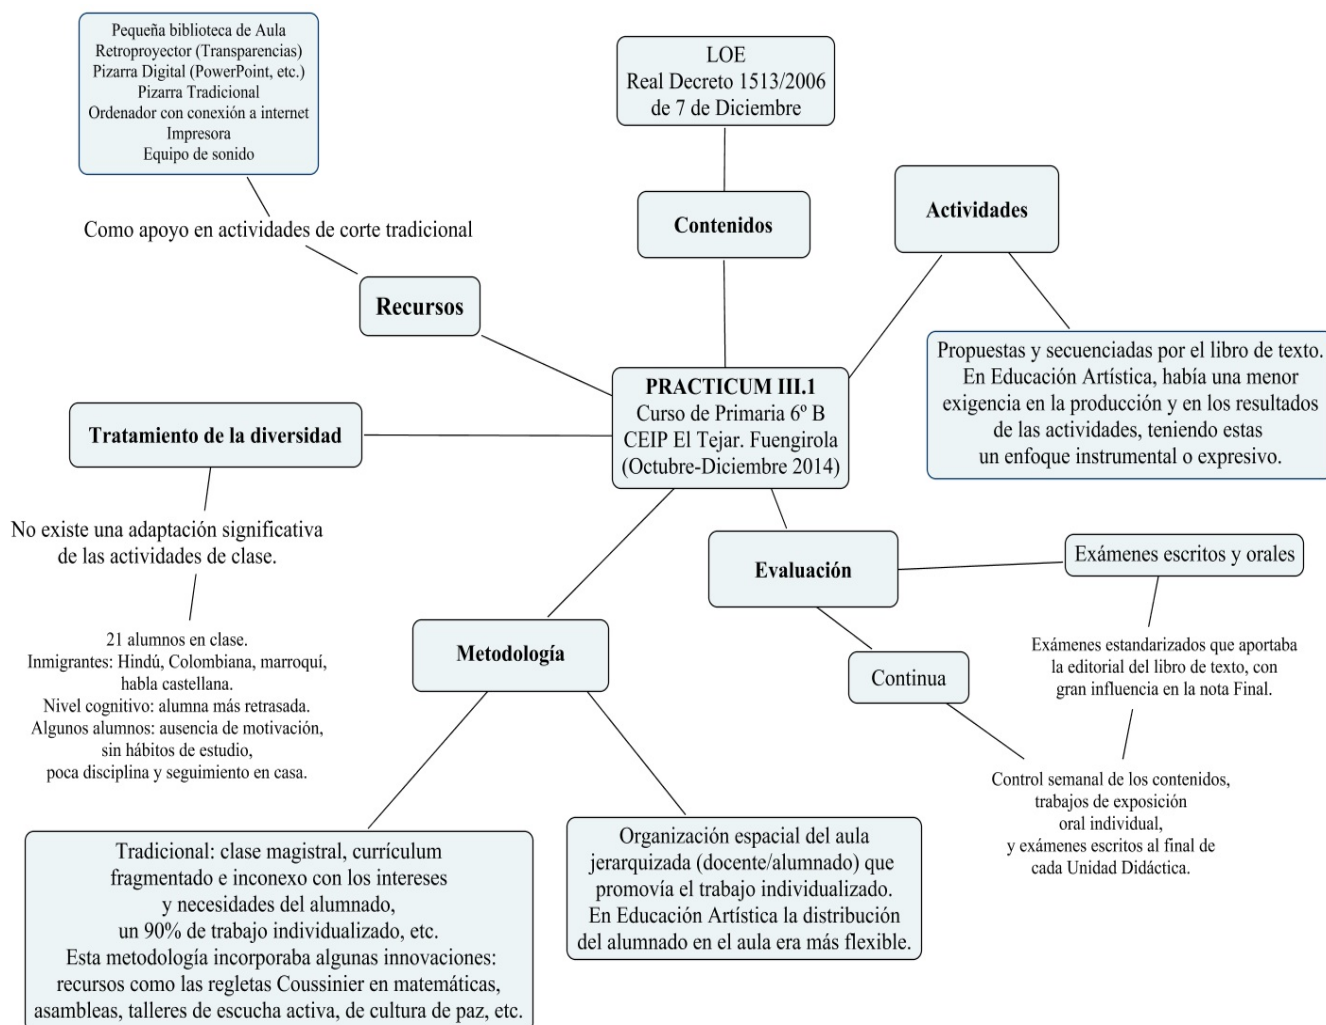 Pequeña biblioteca de Aula
Retroproyector (Transparencias)
Pizarra Digital (PowerPoint, etc.)
Pizarra Tradicional
Ordenador con conexión a internet
Impresora
Equipo de sonido
Como apoyo en actividades de corte tradicional
Recursos
LOE
Real Decreto 1513/2006
de 7 de Diciembre
Contenidos
Actividades
Propuestas y secuenciadas por el libro de texto.
En Educación Artística, había una menor
exigencia en la producción y en los resultados
de las actividades, teniendo estas
un enfoque instrumental o expresivo.
PRACTICUM III.1
Curso de Primaria 6º B
CEIP El Tejar. Fuengirola
(Octubre-Diciembre 2014)
Tratamiento de la diversidad
No existe una adaptación significativa
de las actividades de clase.
21 alumnos en clase.
Inmigrantes: Hindú, Colombiana, marroquí,
habla castellana.
Nivel cognitivo: alumna más retrasada.
Algunos alumnos: ausencia de motivación,
sin hábitos de estudio,
poca disciplina y seguimiento en casa.
Metodología
Tradicional: clase magistral, currículum
fragmentado e inconexo con los intereses
y necesidades del alumnado,
un 90% de trabajo individualizado, etc.
Esta metodología incorporaba algunas innovaciones:
recursos como las regletas Coussinier en matemáticas,
asambleas, talleres de escucha activa, de cultura de paz, etc.
Organización espacial del aula
jerarquizada (docente/alumnado) que
promovía el trabajo individualizado.
En Educación Artística la distribución
del alumnado en el aula era más flexible.
Evaluación
Exámenes escritos y orales
Exámenes estandarizados que aportaba
la editorial del libro de texto, con
gran influencia en la nota Final.
Continua
Control semanal de los contenidos,
trabajos de exposición
oral individual,
y exámenes escritos al final de
cada Unidad Didáctica.